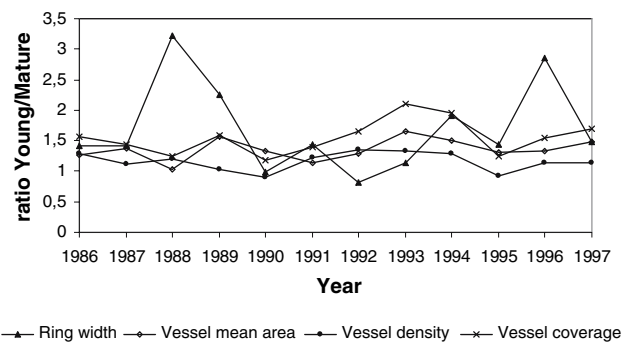 3,5
3
2,5
2
1,5
1
0,5
0
ratio Young/Mature
1986 1987 1988 1989 1990 1991 1992 1993 1994 1995 1996 1997
Year
Ring width Vessel mean area Vessel density Vessel coverage